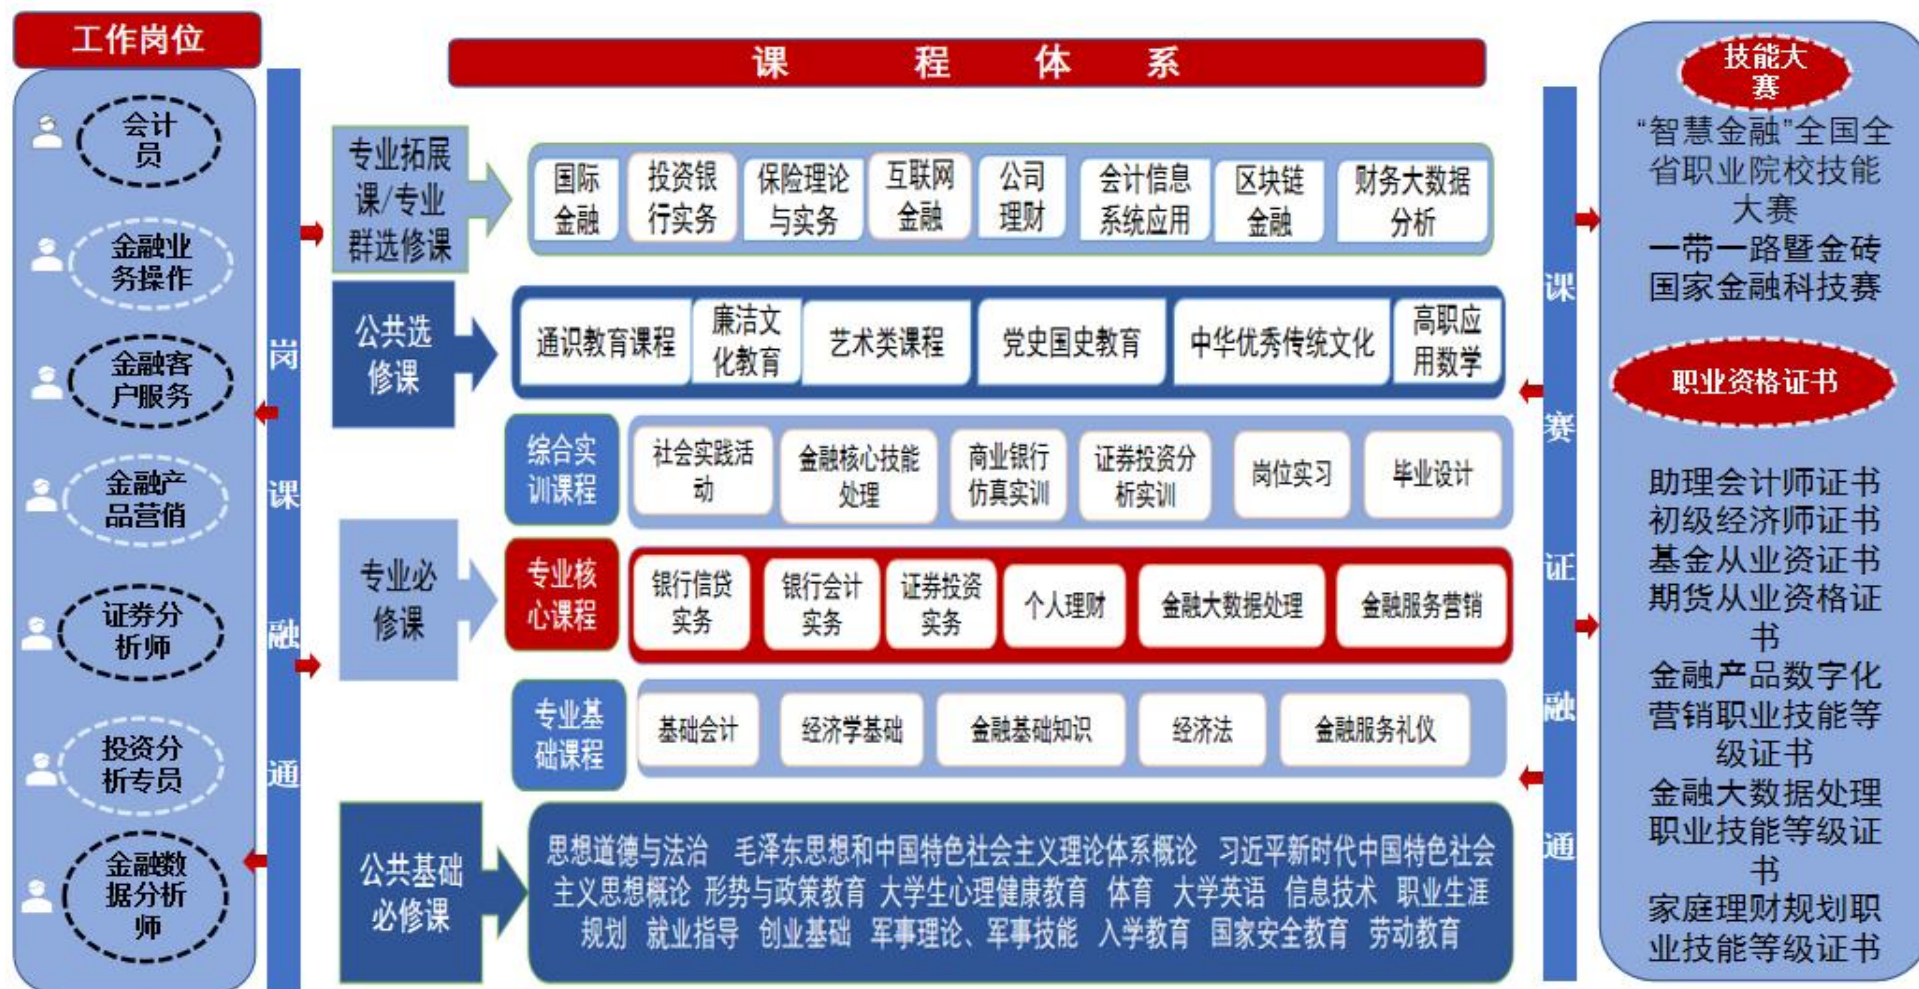 工作岗位
会计
员
金融业
务操作
金融客
户服务
金融产
品营销
证券分
析师
投资分
析专员
金融数
据分析
师
岗
课
融
通
课 程 体 系
专业拓展
课/专业
群选修课
国际
金融
投资银
行实务
保险理论
与实务
互联网
金融
公司
理财
会计信息
系统应用
区块链
金融
财务大数据
分析
公共选
修课
通识教育课程
廉洁文
化教育
艺术类课程
党史国史教育
中华优秀传统文化
高职应
用数学
专业必
修课
综合实
训课程
社会实践活
动
金融核心技能
处理
商业银行
仿真实训
证券投资分
析实训
岗位实习
毕业设计
专业核
心课程
银行信贷
实务
银行会计
实务
证券投资
实务
个人理财
金融大数据处理
金融服务营销
专业基
础课程
基础会计
经济学基础
金融基础知识
经济法
金融服务礼仪
公共基础
必修课
思想道德与法治 毛泽东思想和中国特色社会主义理论体系概论 习近平新时代中国特色社会
主义思想概论 形势与政策教育 大学生心理健康教育 体育 大学英语 信息技术 职业生涯
规划 就业指导 创业基础 军事理论、军事技能 入学教育 国家安全教育 劳动教育
课
赛
证
融
通
技能大
赛
“智慧金融”全国全
省职业院校技能
大赛
一带一路暨金砖
国家金融科技赛
职业资格证书
助理会计师证书
初级经济师证书
基金从业资证书
期货从业资格证
书
金融产品数字化
营销职业技能等
级证书
金融大数据处理
职业技能等级证
书
家庭理财规划职
业技能等级证书